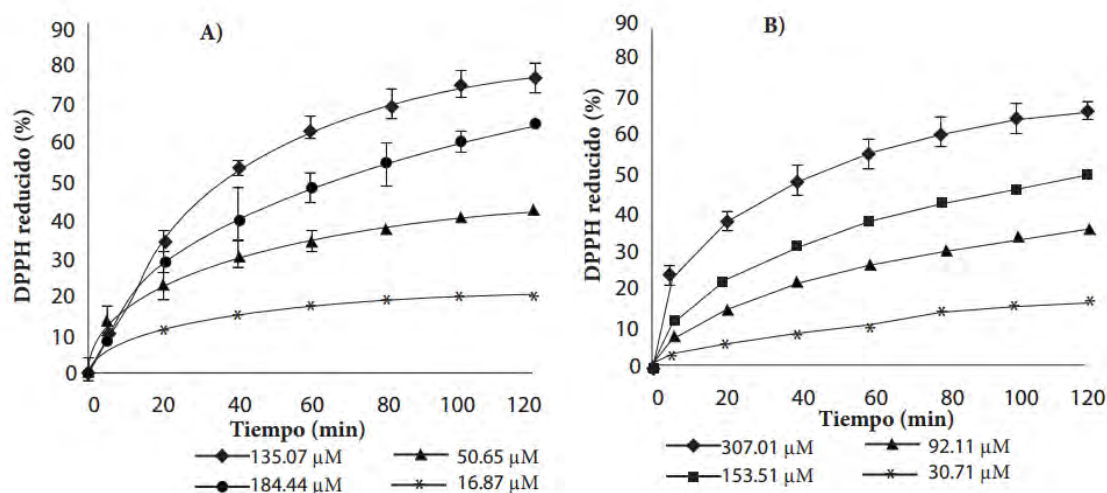 A)
DPPH reducido (%)
90
80
70
60
50
40
30
20
10
0
0 20 40 60 80 100 120
Tiempo (min)
135.07 µM 50.65 µM
184.44 µM 16.87 µM
B)
DPPH reducido (%)
90
80
70
60
50
40
30
20
10
0
0 20 40 60 80 100 120
Tiempo (min)
307.01 µM 92.11 µM
153.51 µM 30.71 µM